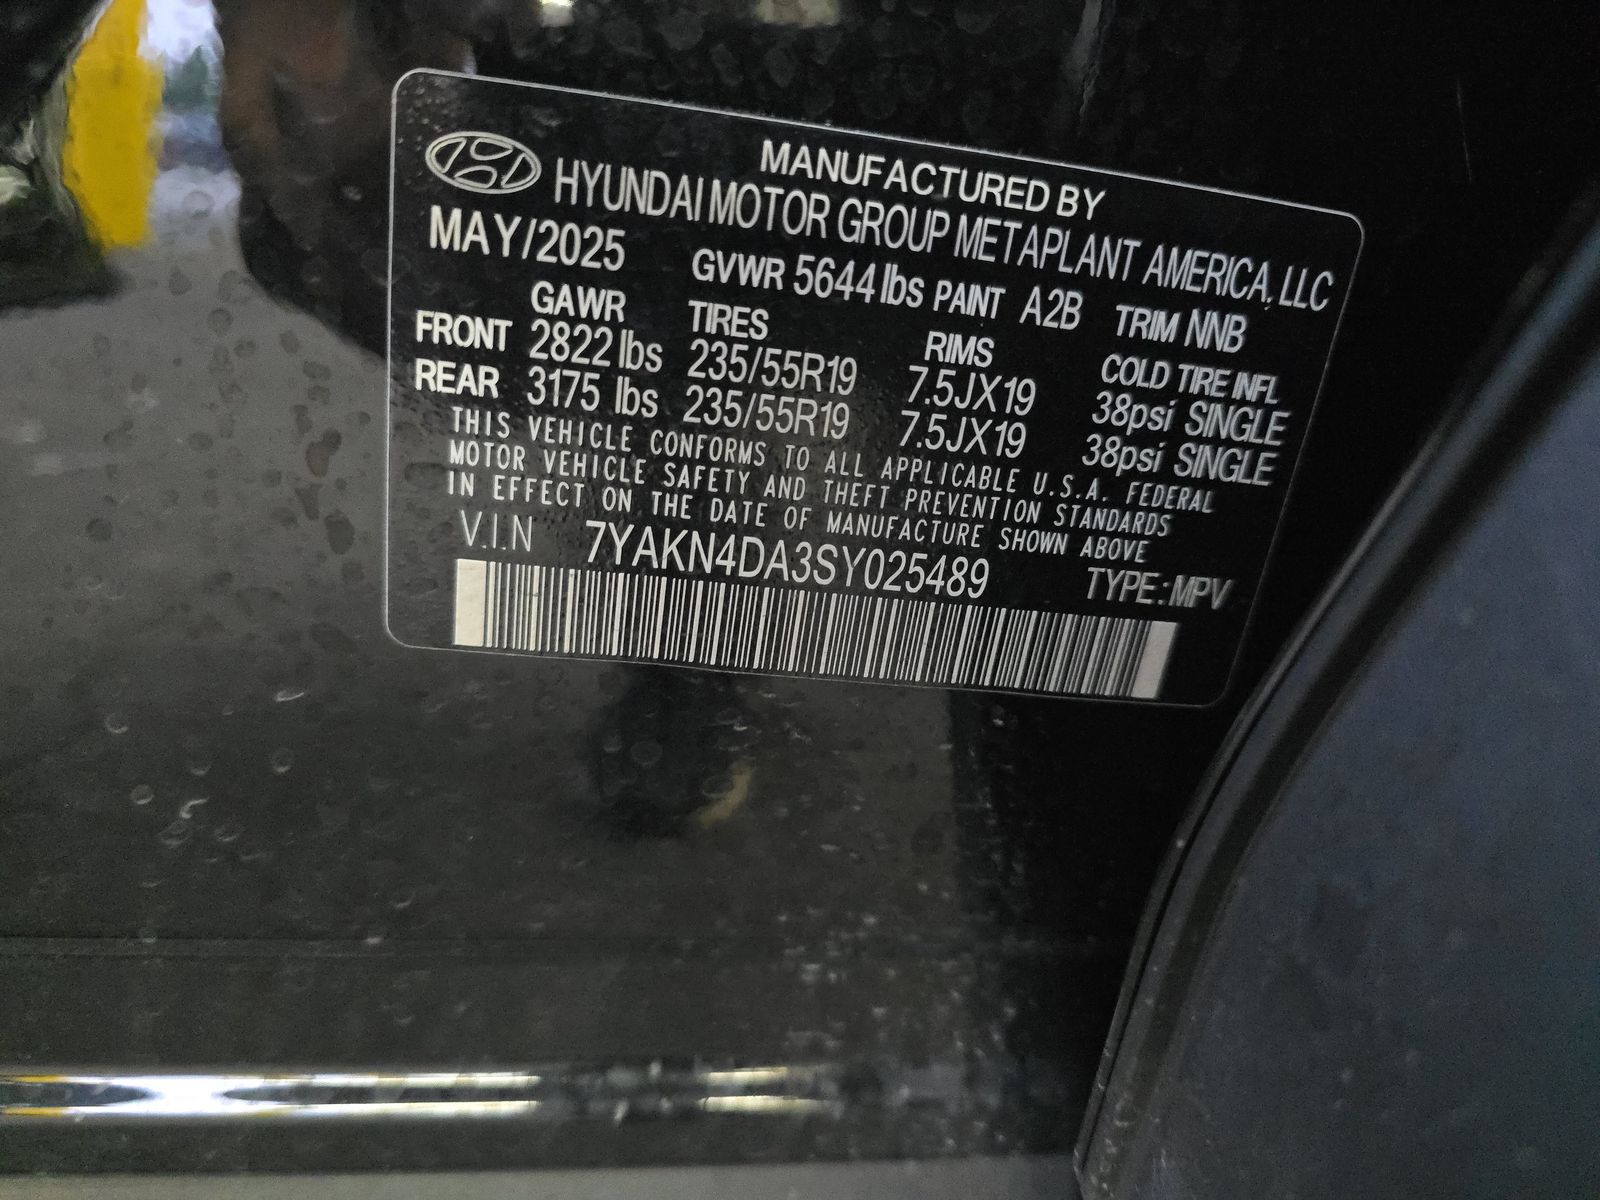 MANUFACTURED BY
HYUNDAI MOTOR GROUP METAPLANT AMERICA, LLC
MAY/2025 GVWR 5644 lbs PAINT A2B TRIM NNB
GAWR TIRES RIMS COLD TIRE INFL
FRONT 2822 lbs 235/55R19 7.5JX19 38psi SINGLE
REAR 3175 lbs 235/55R19 7.5JX19 38psi SINGLE
THIS VEHICLE CONFORMS TO ALL APPLICABLE U.S.A. FEDERAL
MOTOR VEHICLE SAFETY AND THEFT PREVENTION STANDARDS
IN EFFECT ON THE DATE OF MANUFACTURE SHOWN ABOVE
V.I.N 7YAKN4DA3SY025489 TYPE: MPV